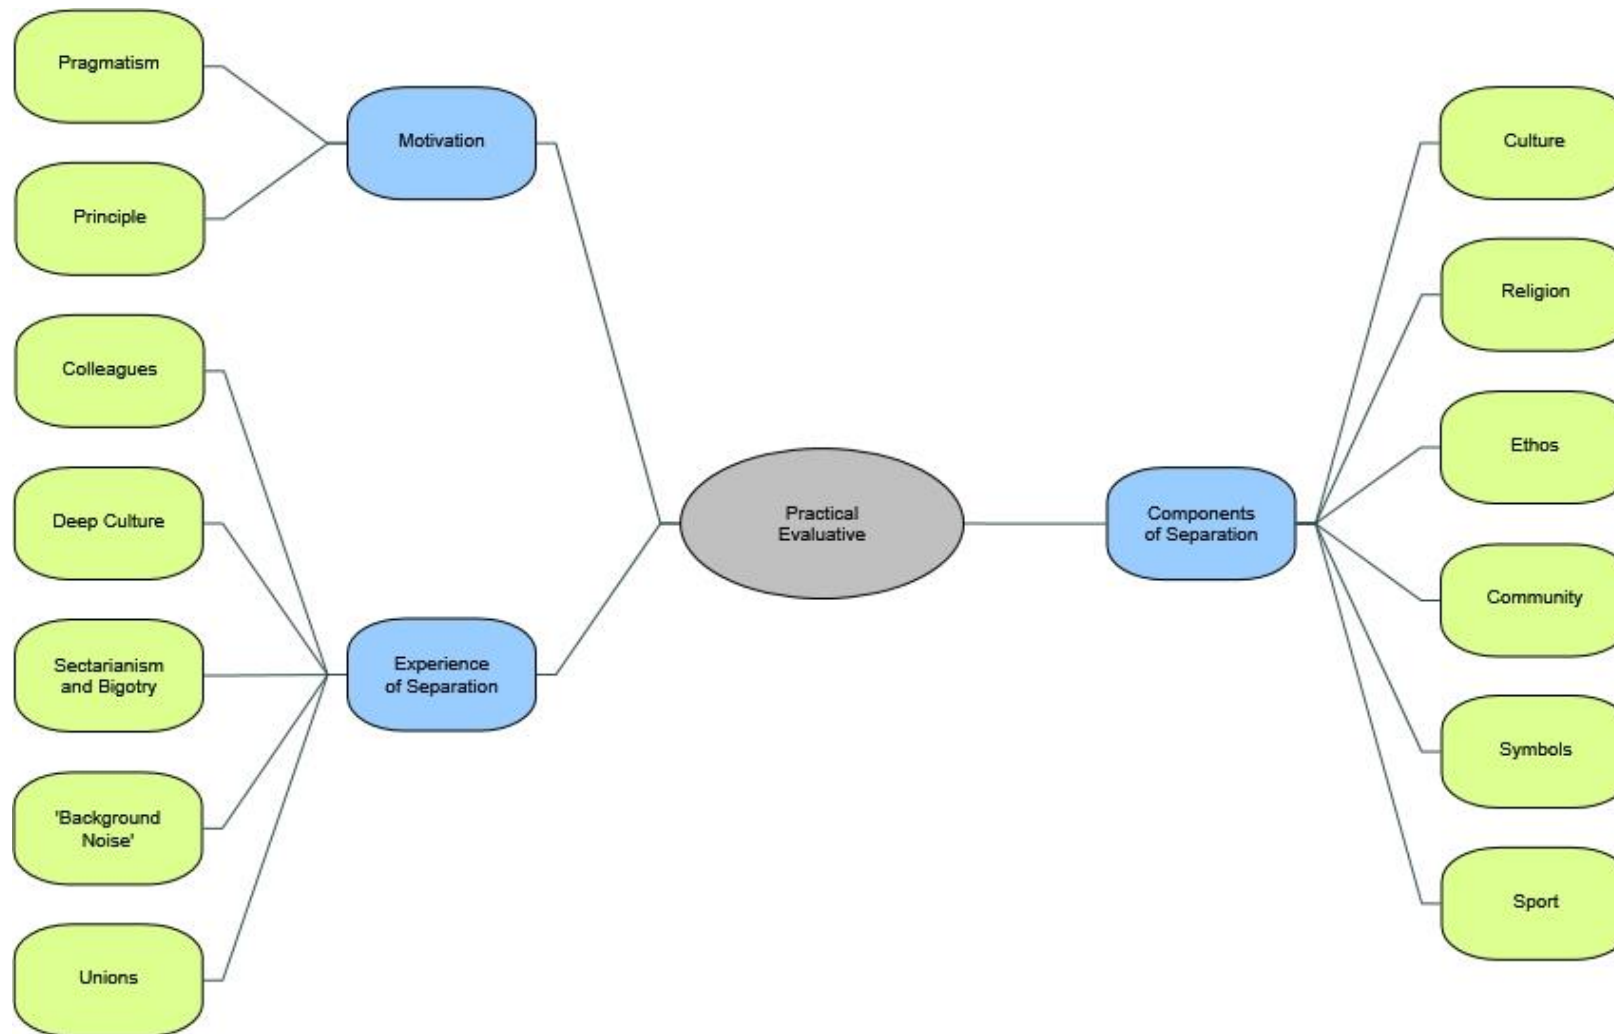 Pragmatism
Principle
Motivation
Colleagues
Deep Culture
Sectarianism
and Bigotry
'Background
Noise'
Unions
Experience
of Separation
Practical
Evaluative
Components
of Separation
Culture
Religion
Ethos
Community
Symbols
Sport